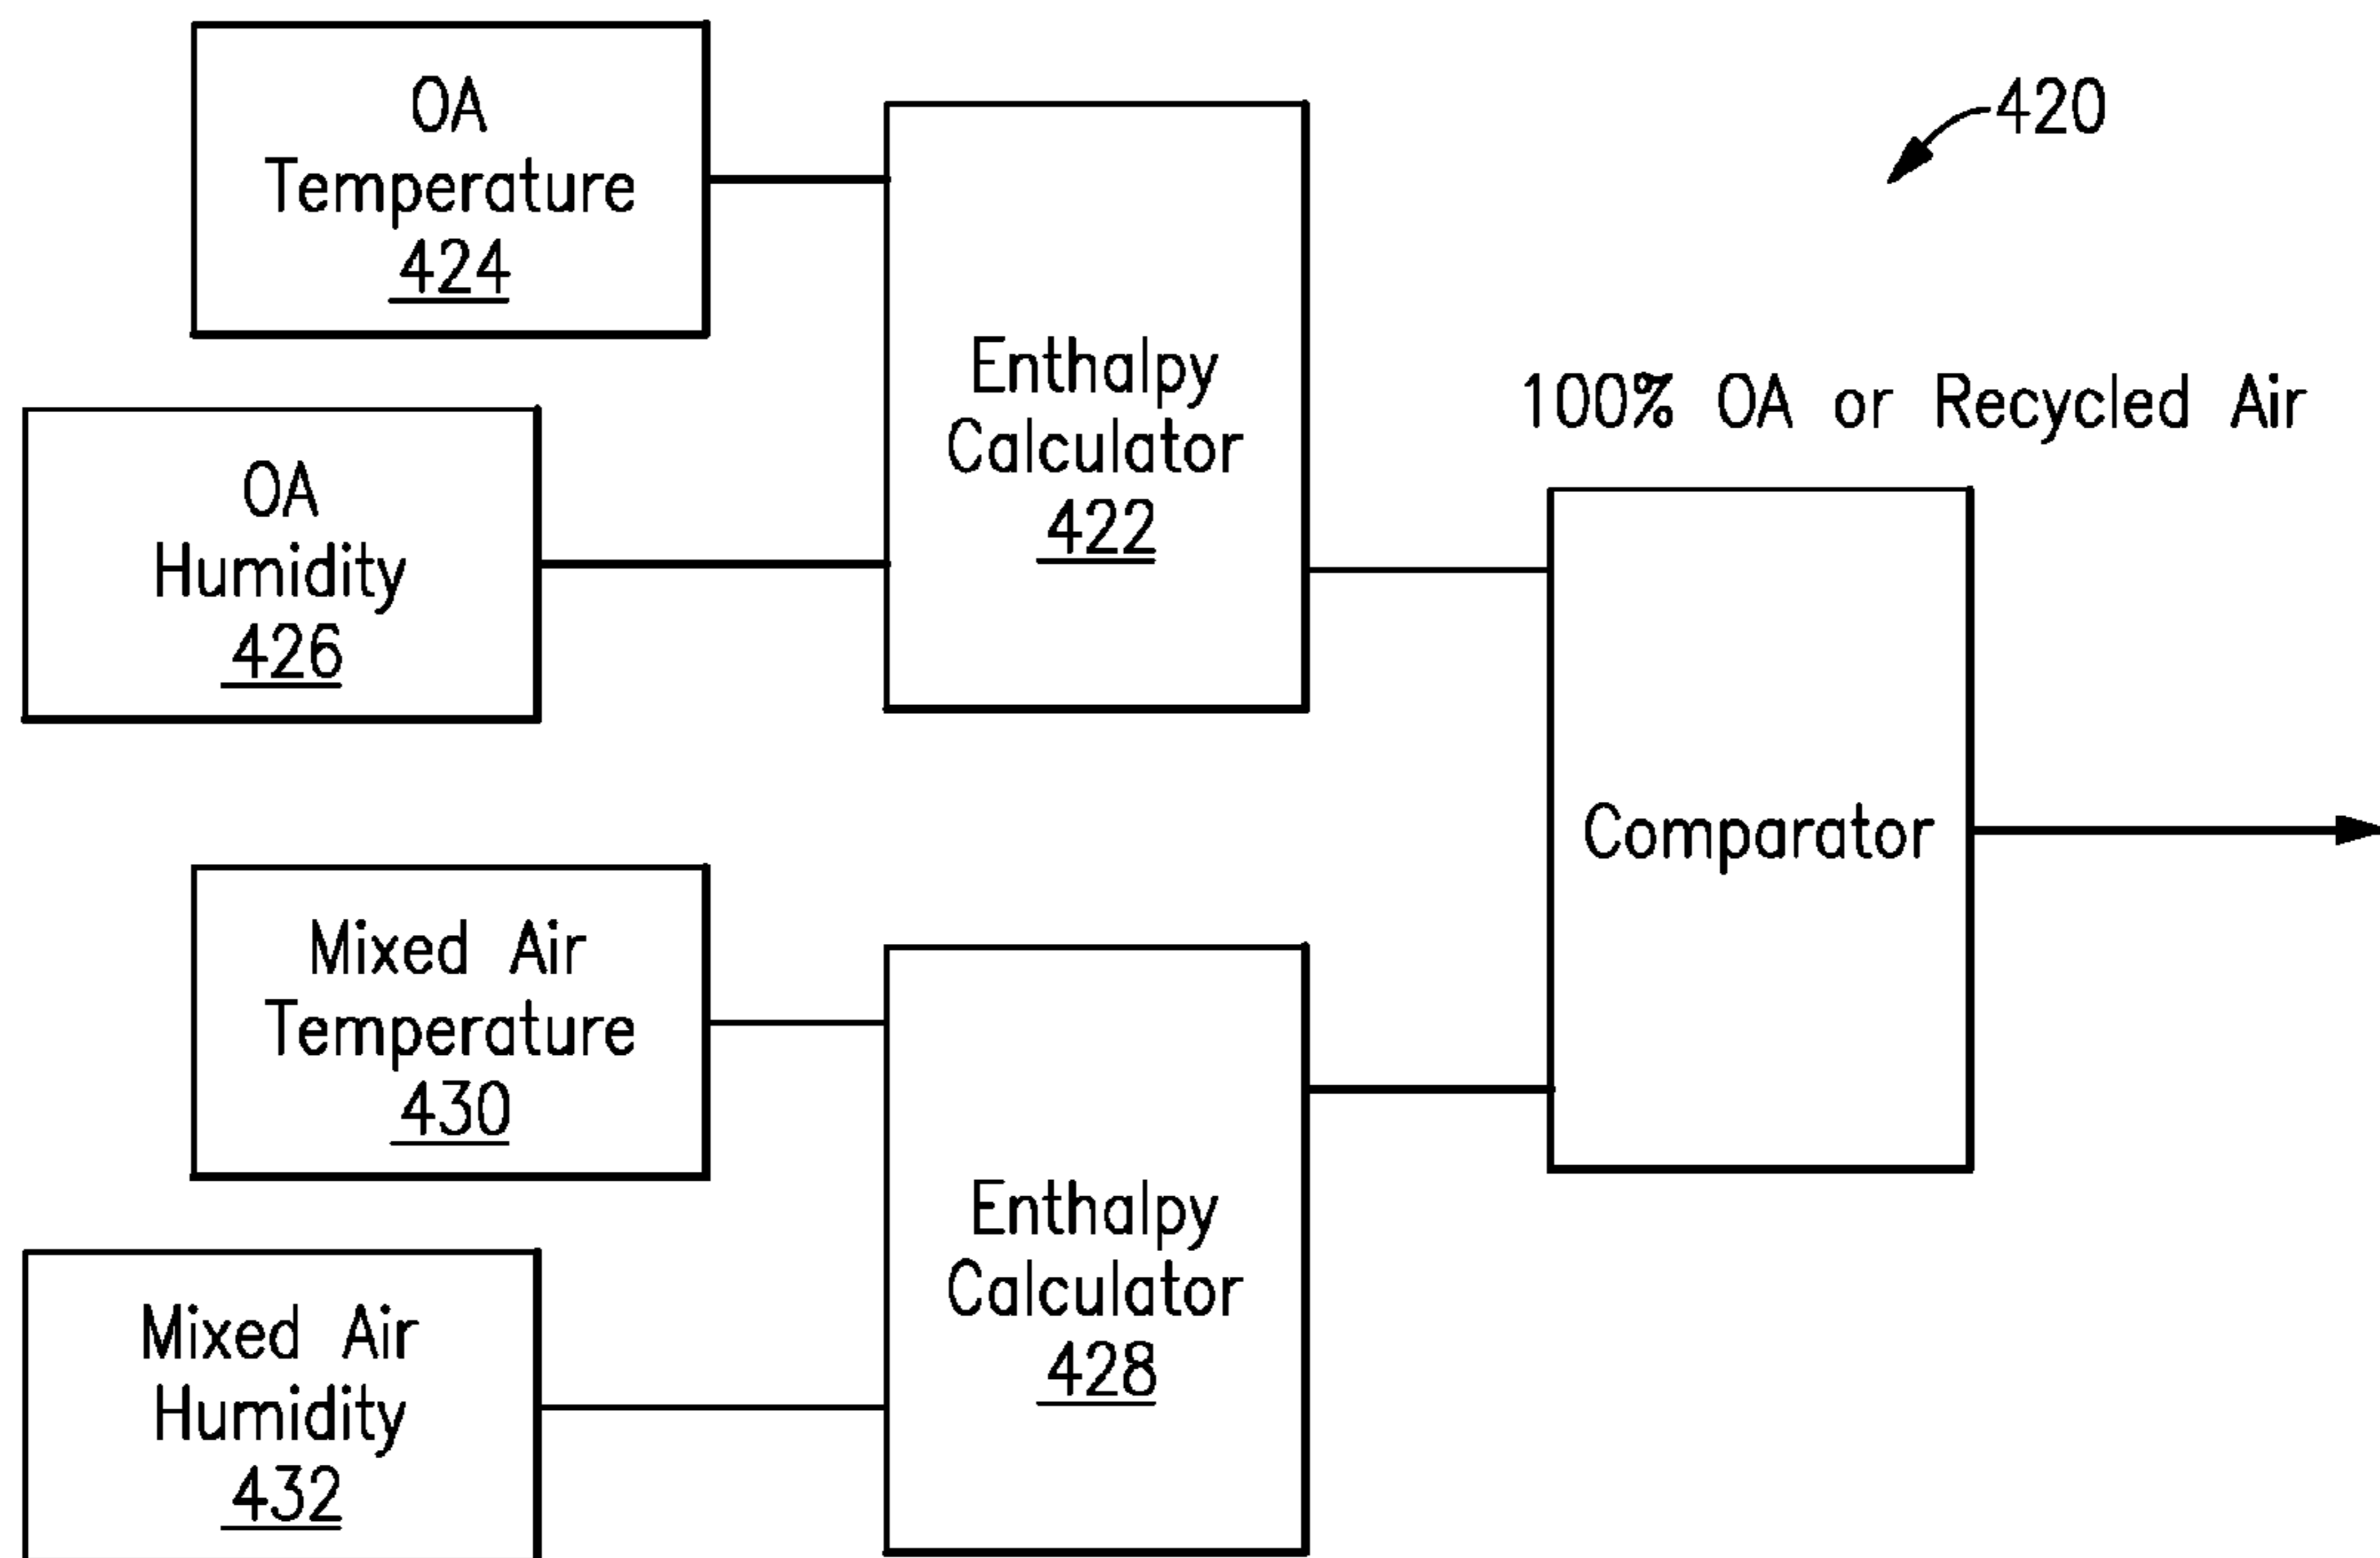 OA
Temperature
424
OA
Humidity
426
Enthalpy
Calculator
422
420
100% OA or Recycled Air
Comparator
Mixed Air
Temperature
430
Mixed Air
Humidity
432
Enthalpy
Calculator
428